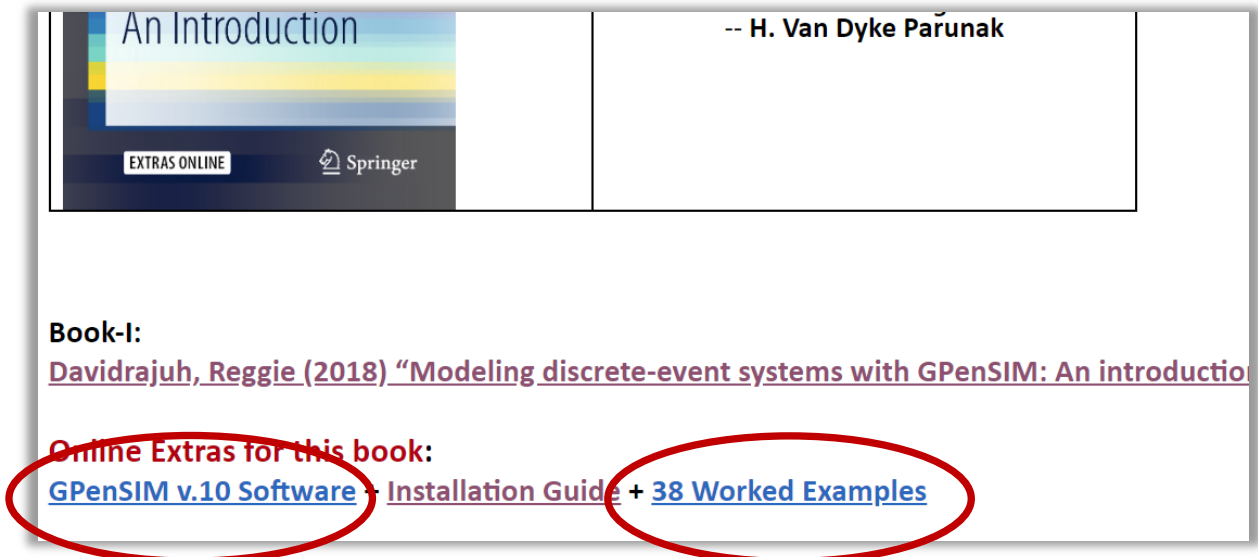 An Introduction
-- H. Van Dyke Parunak
EXTRAS ONLINE
Springer
Book-I:
Davidrajuh, Reggie (2018) “Modeling discrete-event systems with GPenSIM: An introductio
Online Extras for this book:
GPenSIM v.10 Software + Installation Guide + 38 Worked Examples